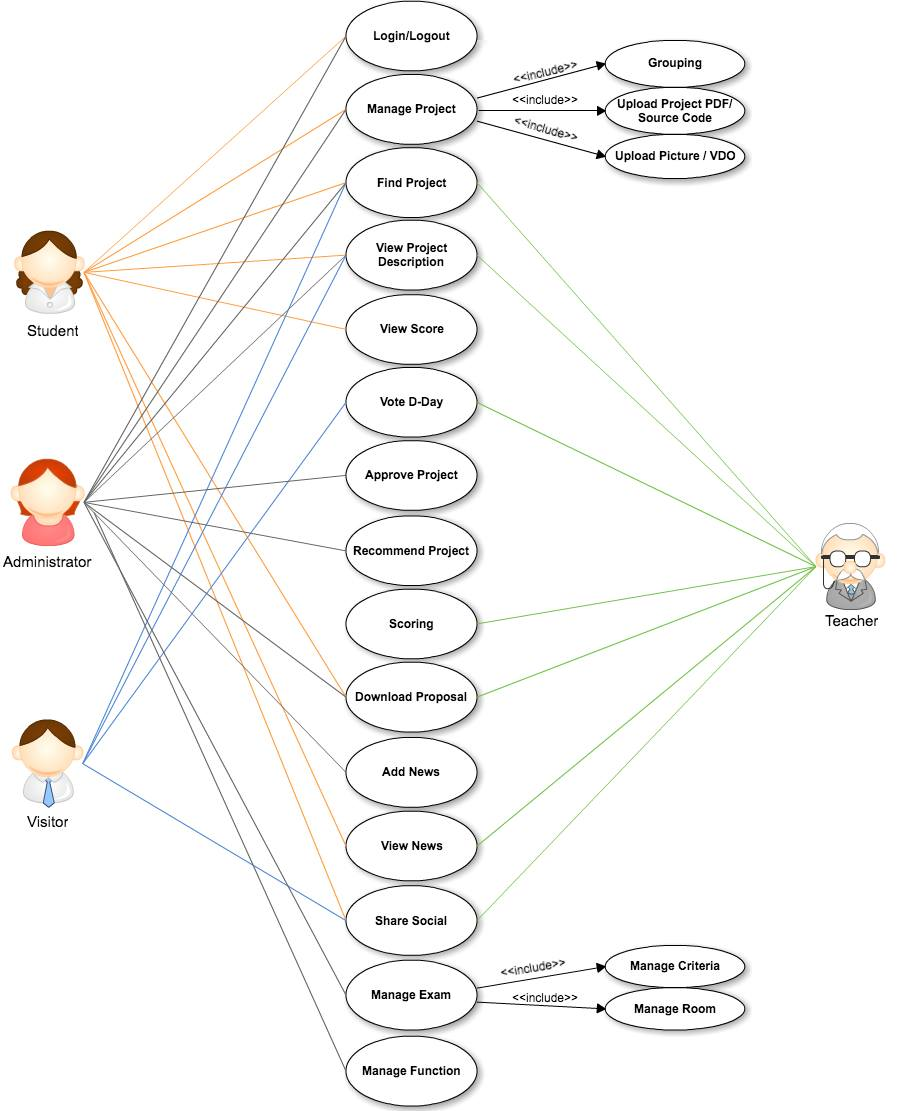 Login/Logout
Manage Project
<<include>>
Grouping
<<include>>
Upload Project PDF/
Source Code
<<include>>
Upload Picture / VDO
Find Project
View Project
Description
Student
View Score
Vote D-Day
Approve Project
Administrator
Recommend Project
Scoring
Teacher
Download Proposal
Add News
Visitor
View News
Share Social
Manage Exam
<<include>>
Manage Criteria
<<include>>
Manage Room
Manage Function